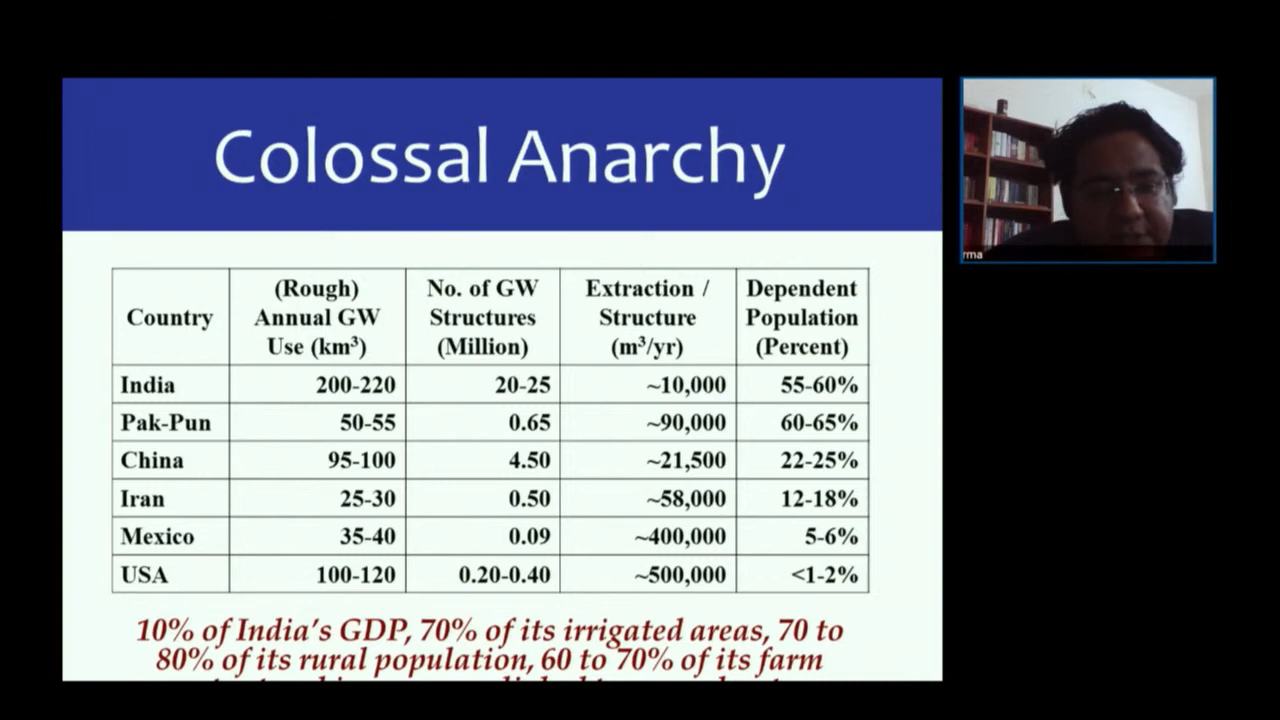 Colossal Anarchy
Country
(Rough)
Annual GW
Use (km³)
No. of GW
Structures
(Million)
Extraction /
Structure
(m³/yr)
Dependent
Population
(Percent)
India 200-220 20-25 ~10,000 55-60%
Pak-Pun 50-55 0.65 ~90,000 60-65%
China 95-100 4.50 ~21,500 22-25%
Iran 25-30 0.50 ~58,000 12-18%
Mexico 35-40 0.09 ~400,000 5-6%
USA 100-120 0.20-0.40 ~500,000 <1-2%
10% of India's GDP, 70% of its irrigated areas, 70 to
80% of its rural population, 60 to 70% of its farm
rma